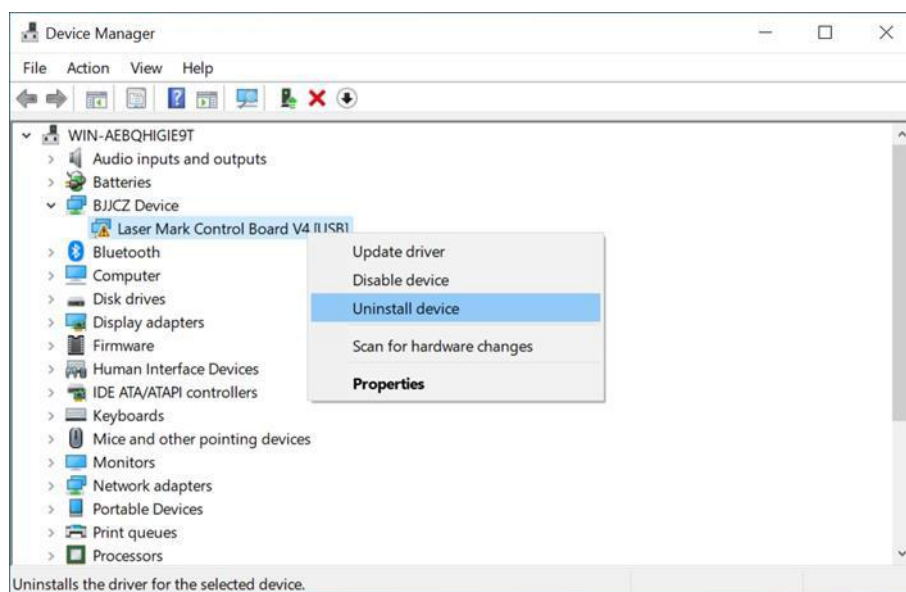 Device Manager
File Action View Help
WIN-AEBQHIGIE9T
Audio inputs and outputs
Batteries
BJJCZ Device
Laser Mark Control Board V4 [USB]
Bluetooth
Computer
Disk drives
Display adapters
Firmware
Human Interface Devices
IDE ATA/ATAPI controllers
Keyboards
Mice and other pointing devices
Monitors
Network adapters
Portable Devices
Print queues
Processors
Update driver
Disable device
Uninstall device
Scan for hardware changes
Properties
Uninstalls the driver for the selected device.